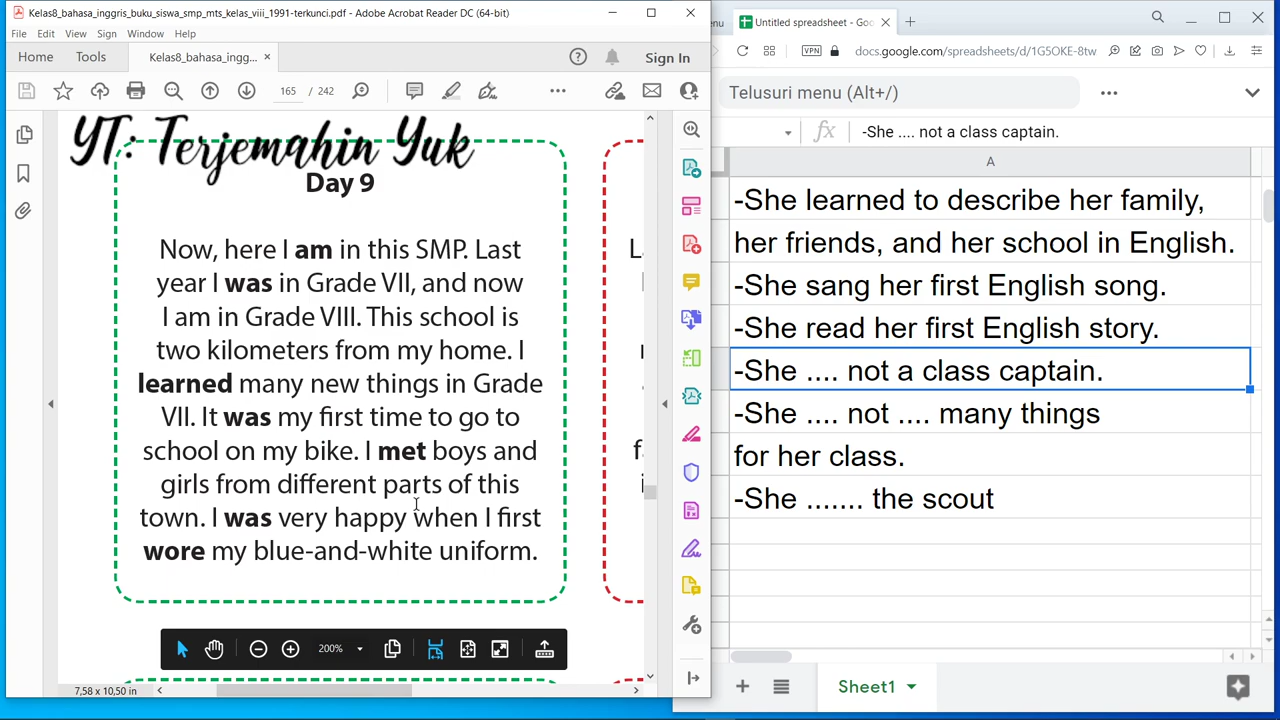 Kelas8_bahasa_inggris_buku_siswa_smp_mts_kelas_viii_1991-terkunci.pdf - Adobe Acrobat Reader DC (64-bit)
File Edit View Sign Window Help
Home Tools Kelas8_bahasa_ingg... × Sign In
165 / 242
YT: Terjemahin Yuk
Day 9
Now, here I am in this SMP. Last
year I was in Grade VII, and now
I am in Grade VIII. This school is
two kilometers from my home. I
learned many new things in Grade
VII. It was my first time to go to
school on my bike. I met boys and
girls from different parts of this
town. I was very happy when I first
wore my blue-and-white uniform.
200%
7,58 x 10,50 in
Untitled spreadsheet - Goo
VPN docs.google.com/spreadsheets/d/1G5OKE-8tw
Telusuri menu (Alt+/)
fx -She .... not a class captain.
A
-She learned to describe her family,
her friends, and her school in English.
-She sang her first English song.
-She read her first English story.
-She .... not a class captain.
-She .... not .... many things
for her class.
-She ....... the scout
Sheet1